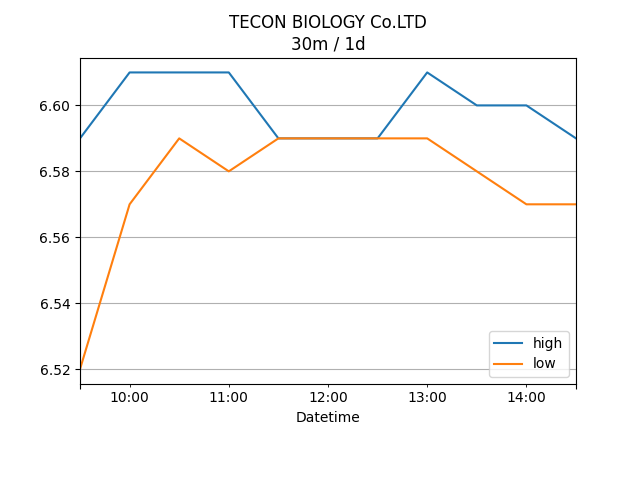 TECON BIOLOGY Co.LTD
30m / 1d
6.60
6.58
6.56
6.54
6.52
high
low
10:00 11:00 12:00 13:00 14:00
Datetime